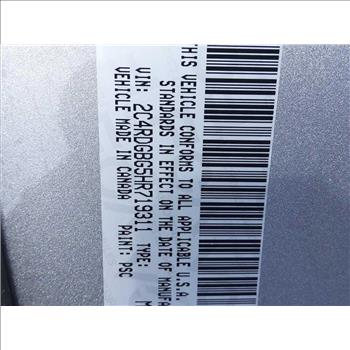 THIS VEHICLE CONFORMS TO ALL APPLICABLE U.S.A.
STANDARDS IN EFFECT ON THE DATE OF MANUFA
VIN: 2C4RDGBG5HR719311 TYPE: M
VEHICLE MADE IN CANADA PAINT: PSC